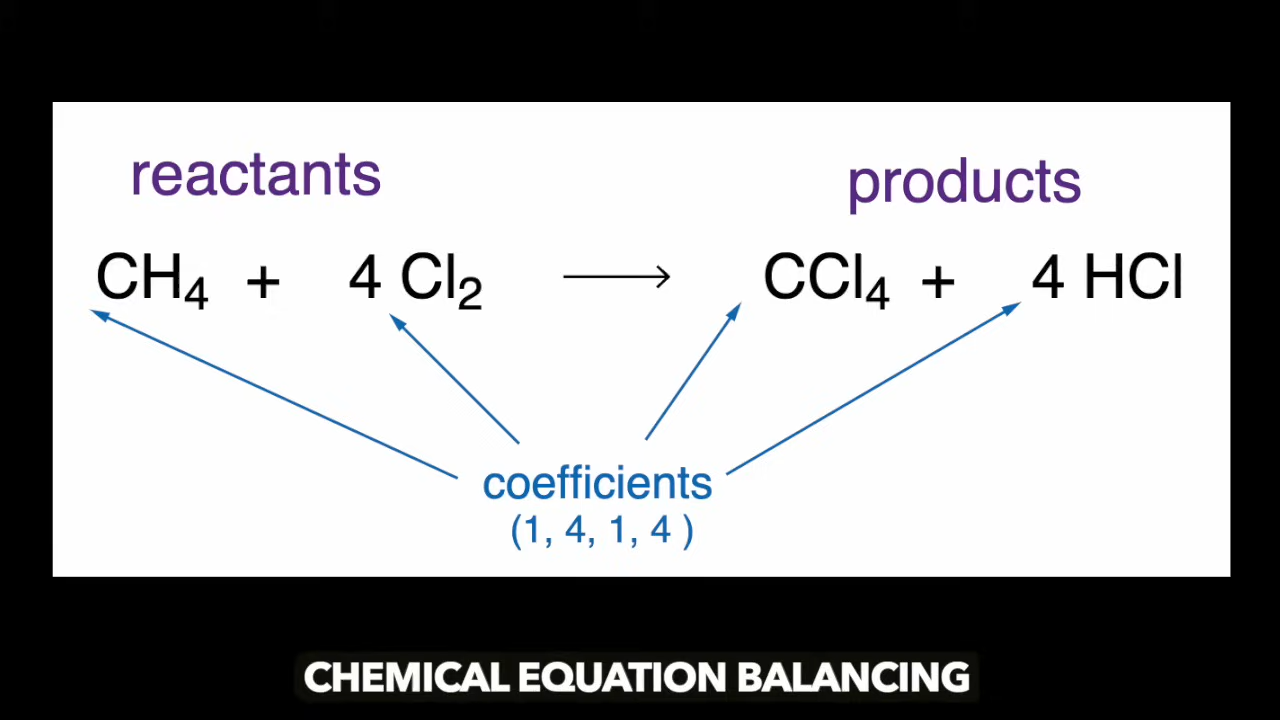 reactants products
CH₄ + 4 Cl₂ ⟶ CCl₄ + 4 HCl
coefficients
(1, 4, 1, 4 )
CHEMICAL EQUATION BALANCING